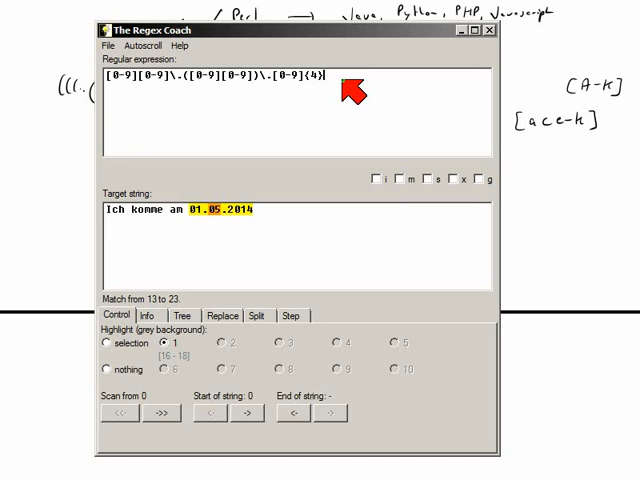 / Perl → Java, Python, PHP, Javascript
The Regex Coach
File Autoscroll Help
Regular expression:
[0-9][0-9]\.([0-9][0-9])\.[0-9]{4}
(((..(
[A-K]
[ace-k]
i m s x g
Target string:
Ich komme am 01.05.2014
Match from 13 to 23.
Control Info Tree Replace Split Step
Highlight (grey background):
selection 1 2 3 4 5
[16 - 18]
nothing 6 7 8 9 10
Scan from 0 Start of string: 0 End of string: -
<<- ->> <- -> <- ->